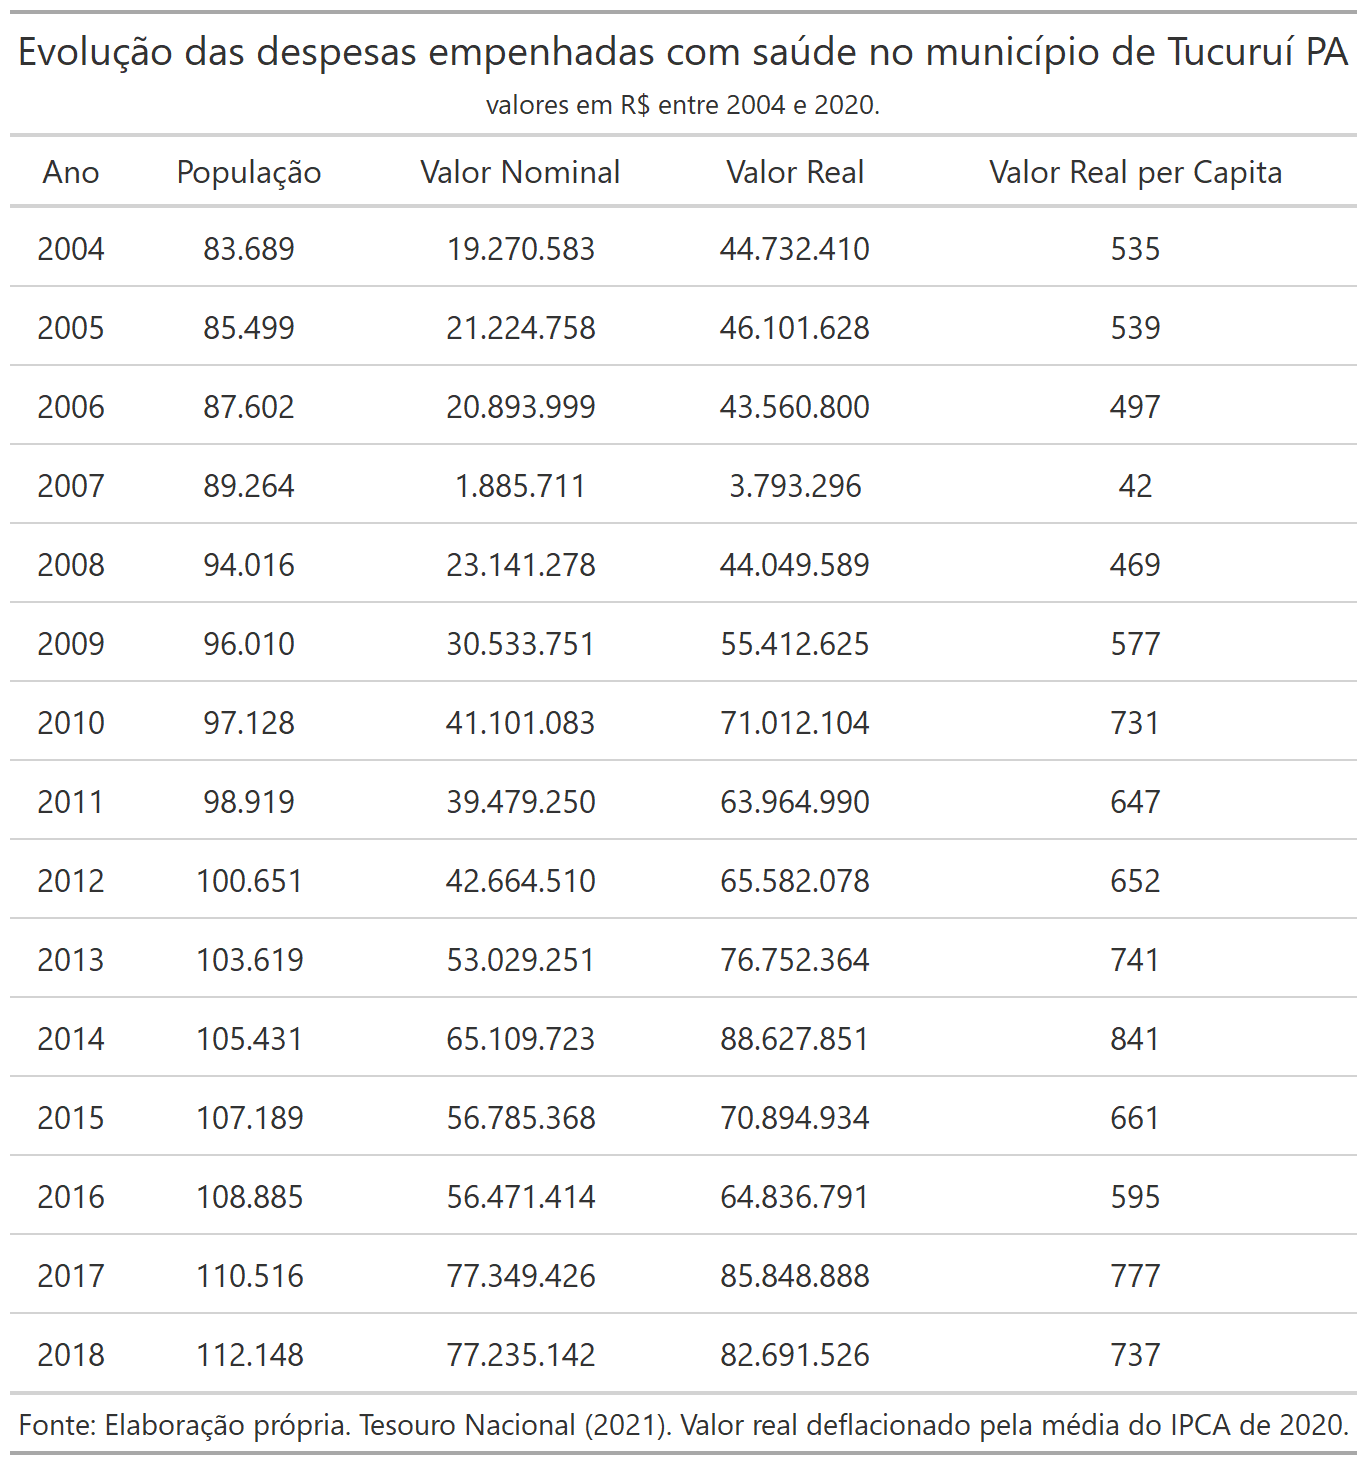 Evolução das despesas empenhadas com saúde no município de Tucuruí PA
valores em R$ entre 2004 e 2020.
Ano População Valor Nominal Valor Real Valor Real per Capita
2004 83.689 19.270.583 44.732.410 535
2005 85.499 21.224.758 46.101.628 539
2006 87.602 20.893.999 43.560.800 497
2007 89.264 1.885.711 3.793.296 42
2008 94.016 23.141.278 44.049.589 469
2009 96.010 30.533.751 55.412.625 577
2010 97.128 41.101.083 71.012.104 731
2011 98.919 39.479.250 63.964.990 647
2012 100.651 42.664.510 65.582.078 652
2013 103.619 53.029.251 76.752.364 741
2014 105.431 65.109.723 88.627.851 841
2015 107.189 56.785.368 70.894.934 661
2016 108.885 56.471.414 64.836.791 595
2017 110.516 77.349.426 85.848.888 777
2018 112.148 77.235.142 82.691.526 737
Fonte: Elaboração própria. Tesouro Nacional (2021). Valor real deflacionado pela média do IPCA de 2020.